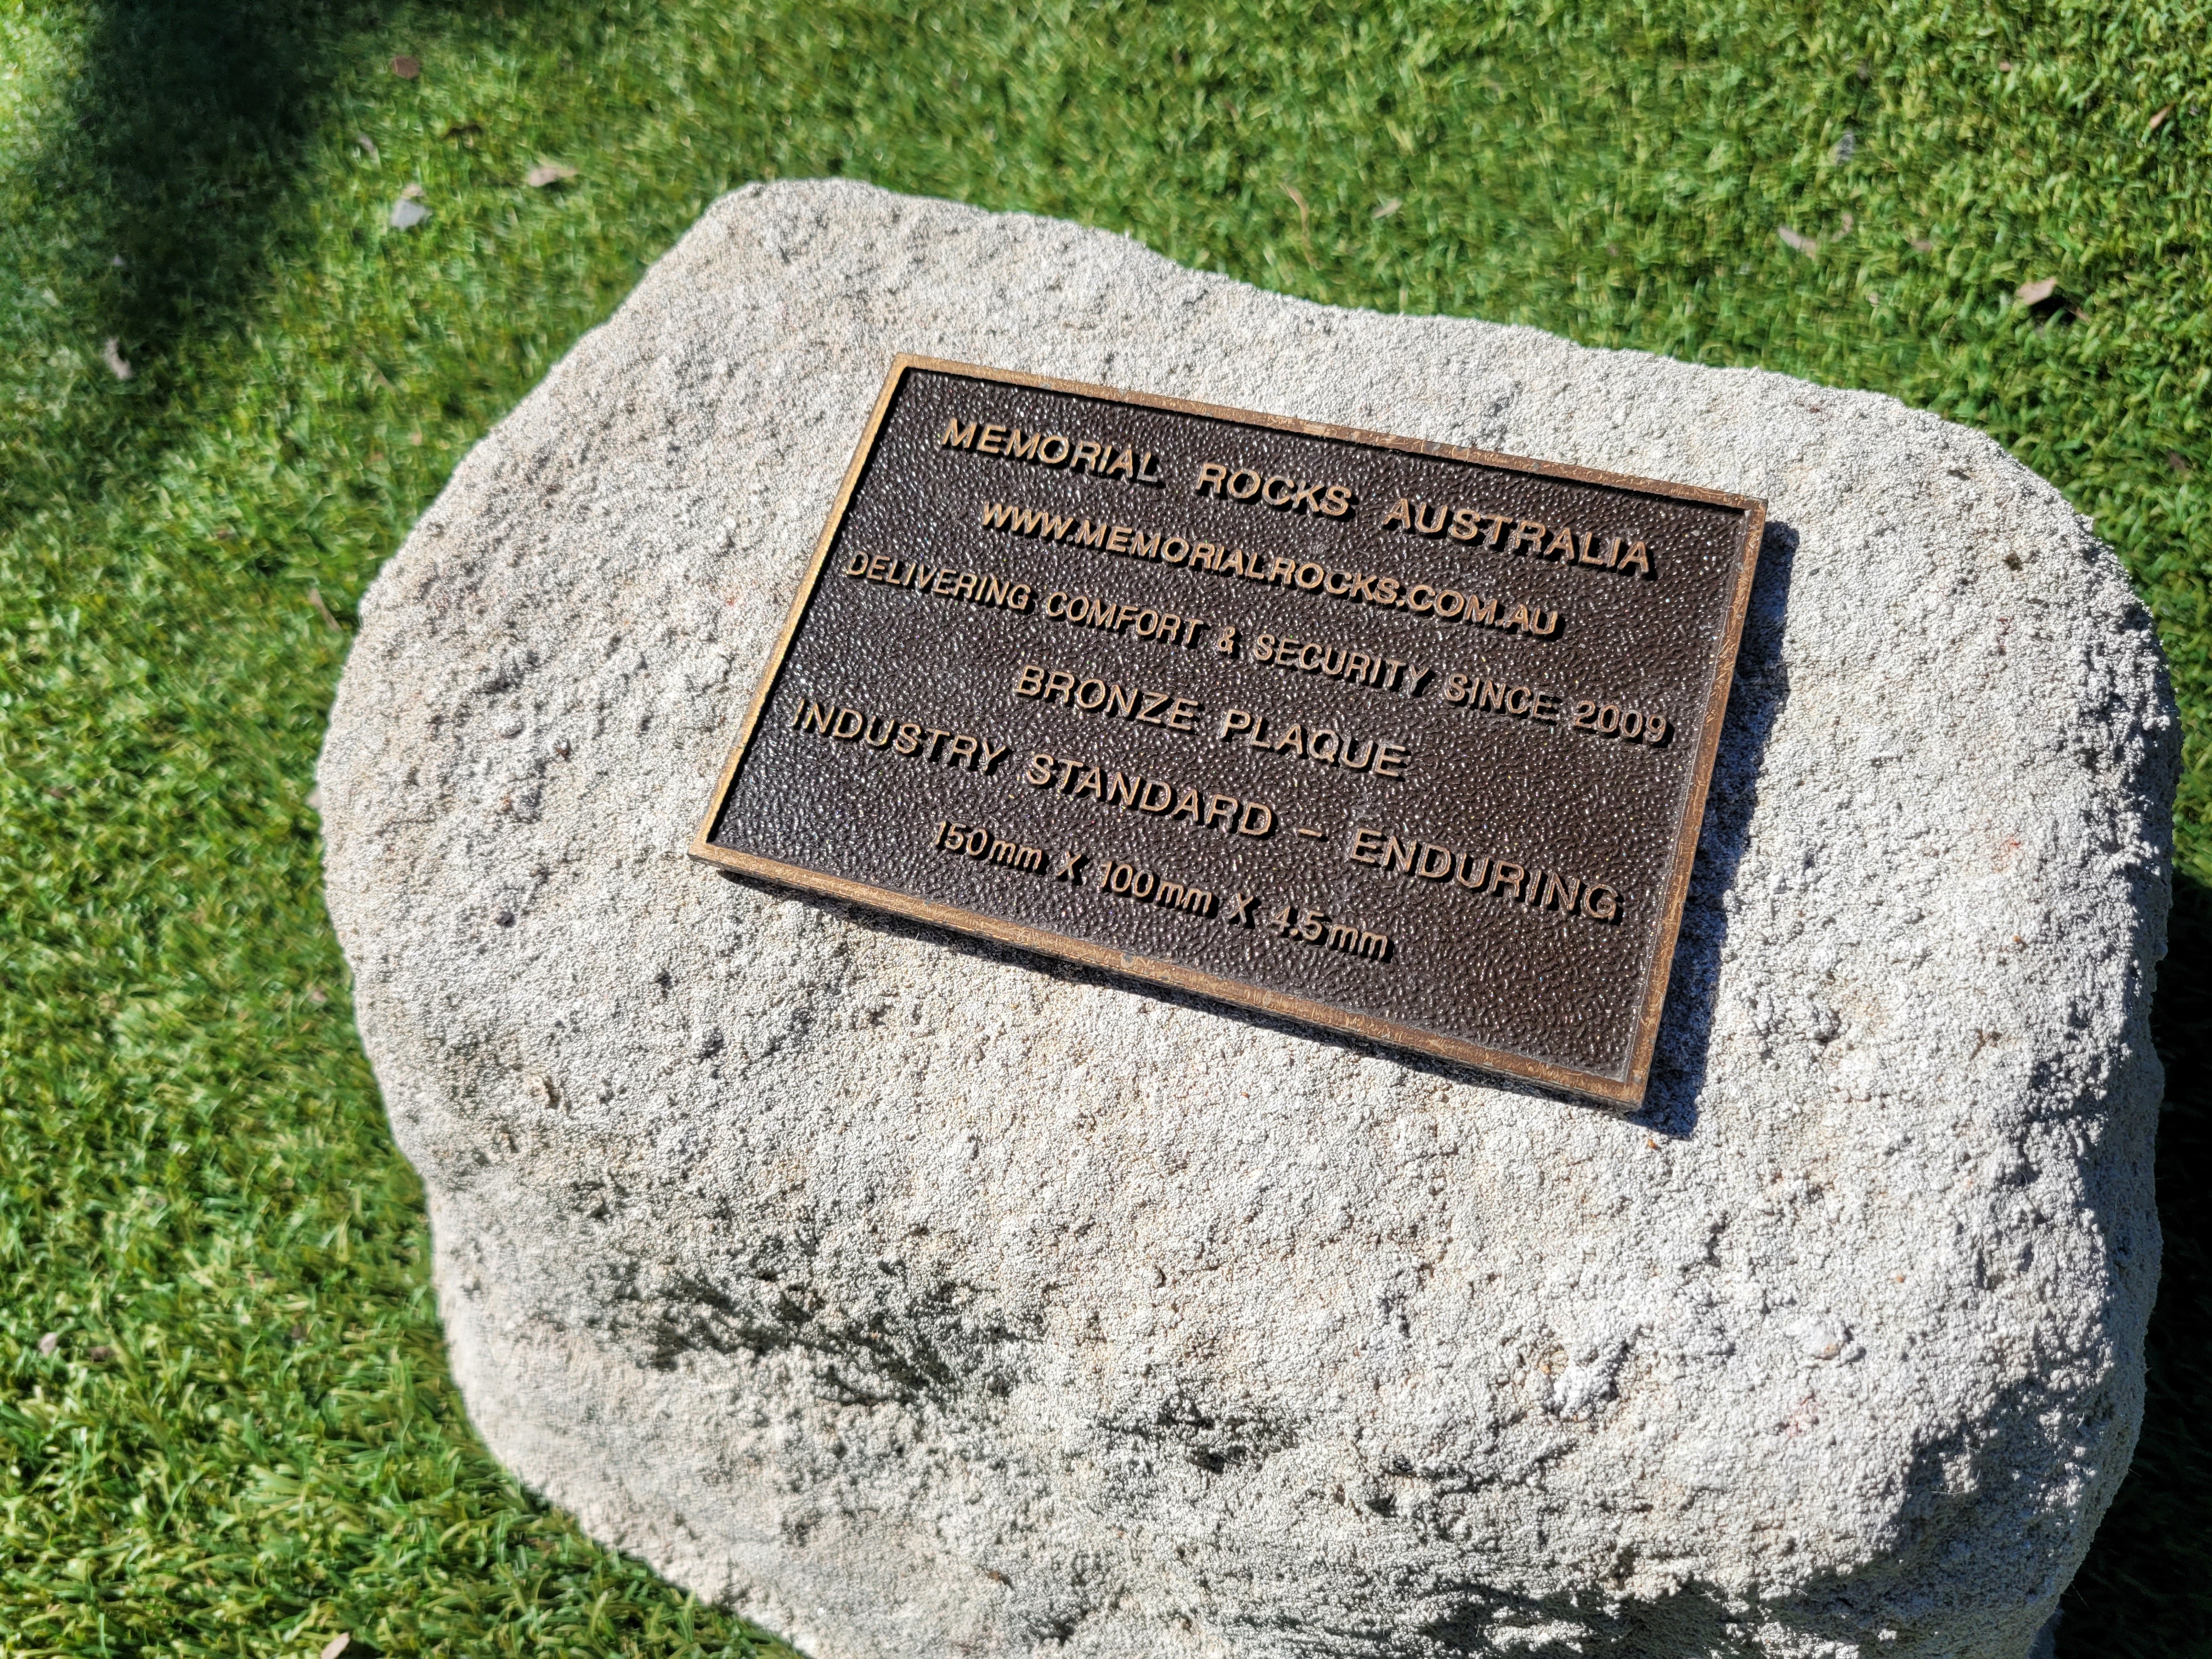 MEMORIAL ROCKS AUSTRALIA
WWW.MEMORIALROCKS.COM.AU
DELIVERING COMFORT & SECURITY SINCE 2009
BRONZE PLAQUE
INDUSTRY STANDARD - ENDURING
150mm X 100mm X 4.5mm